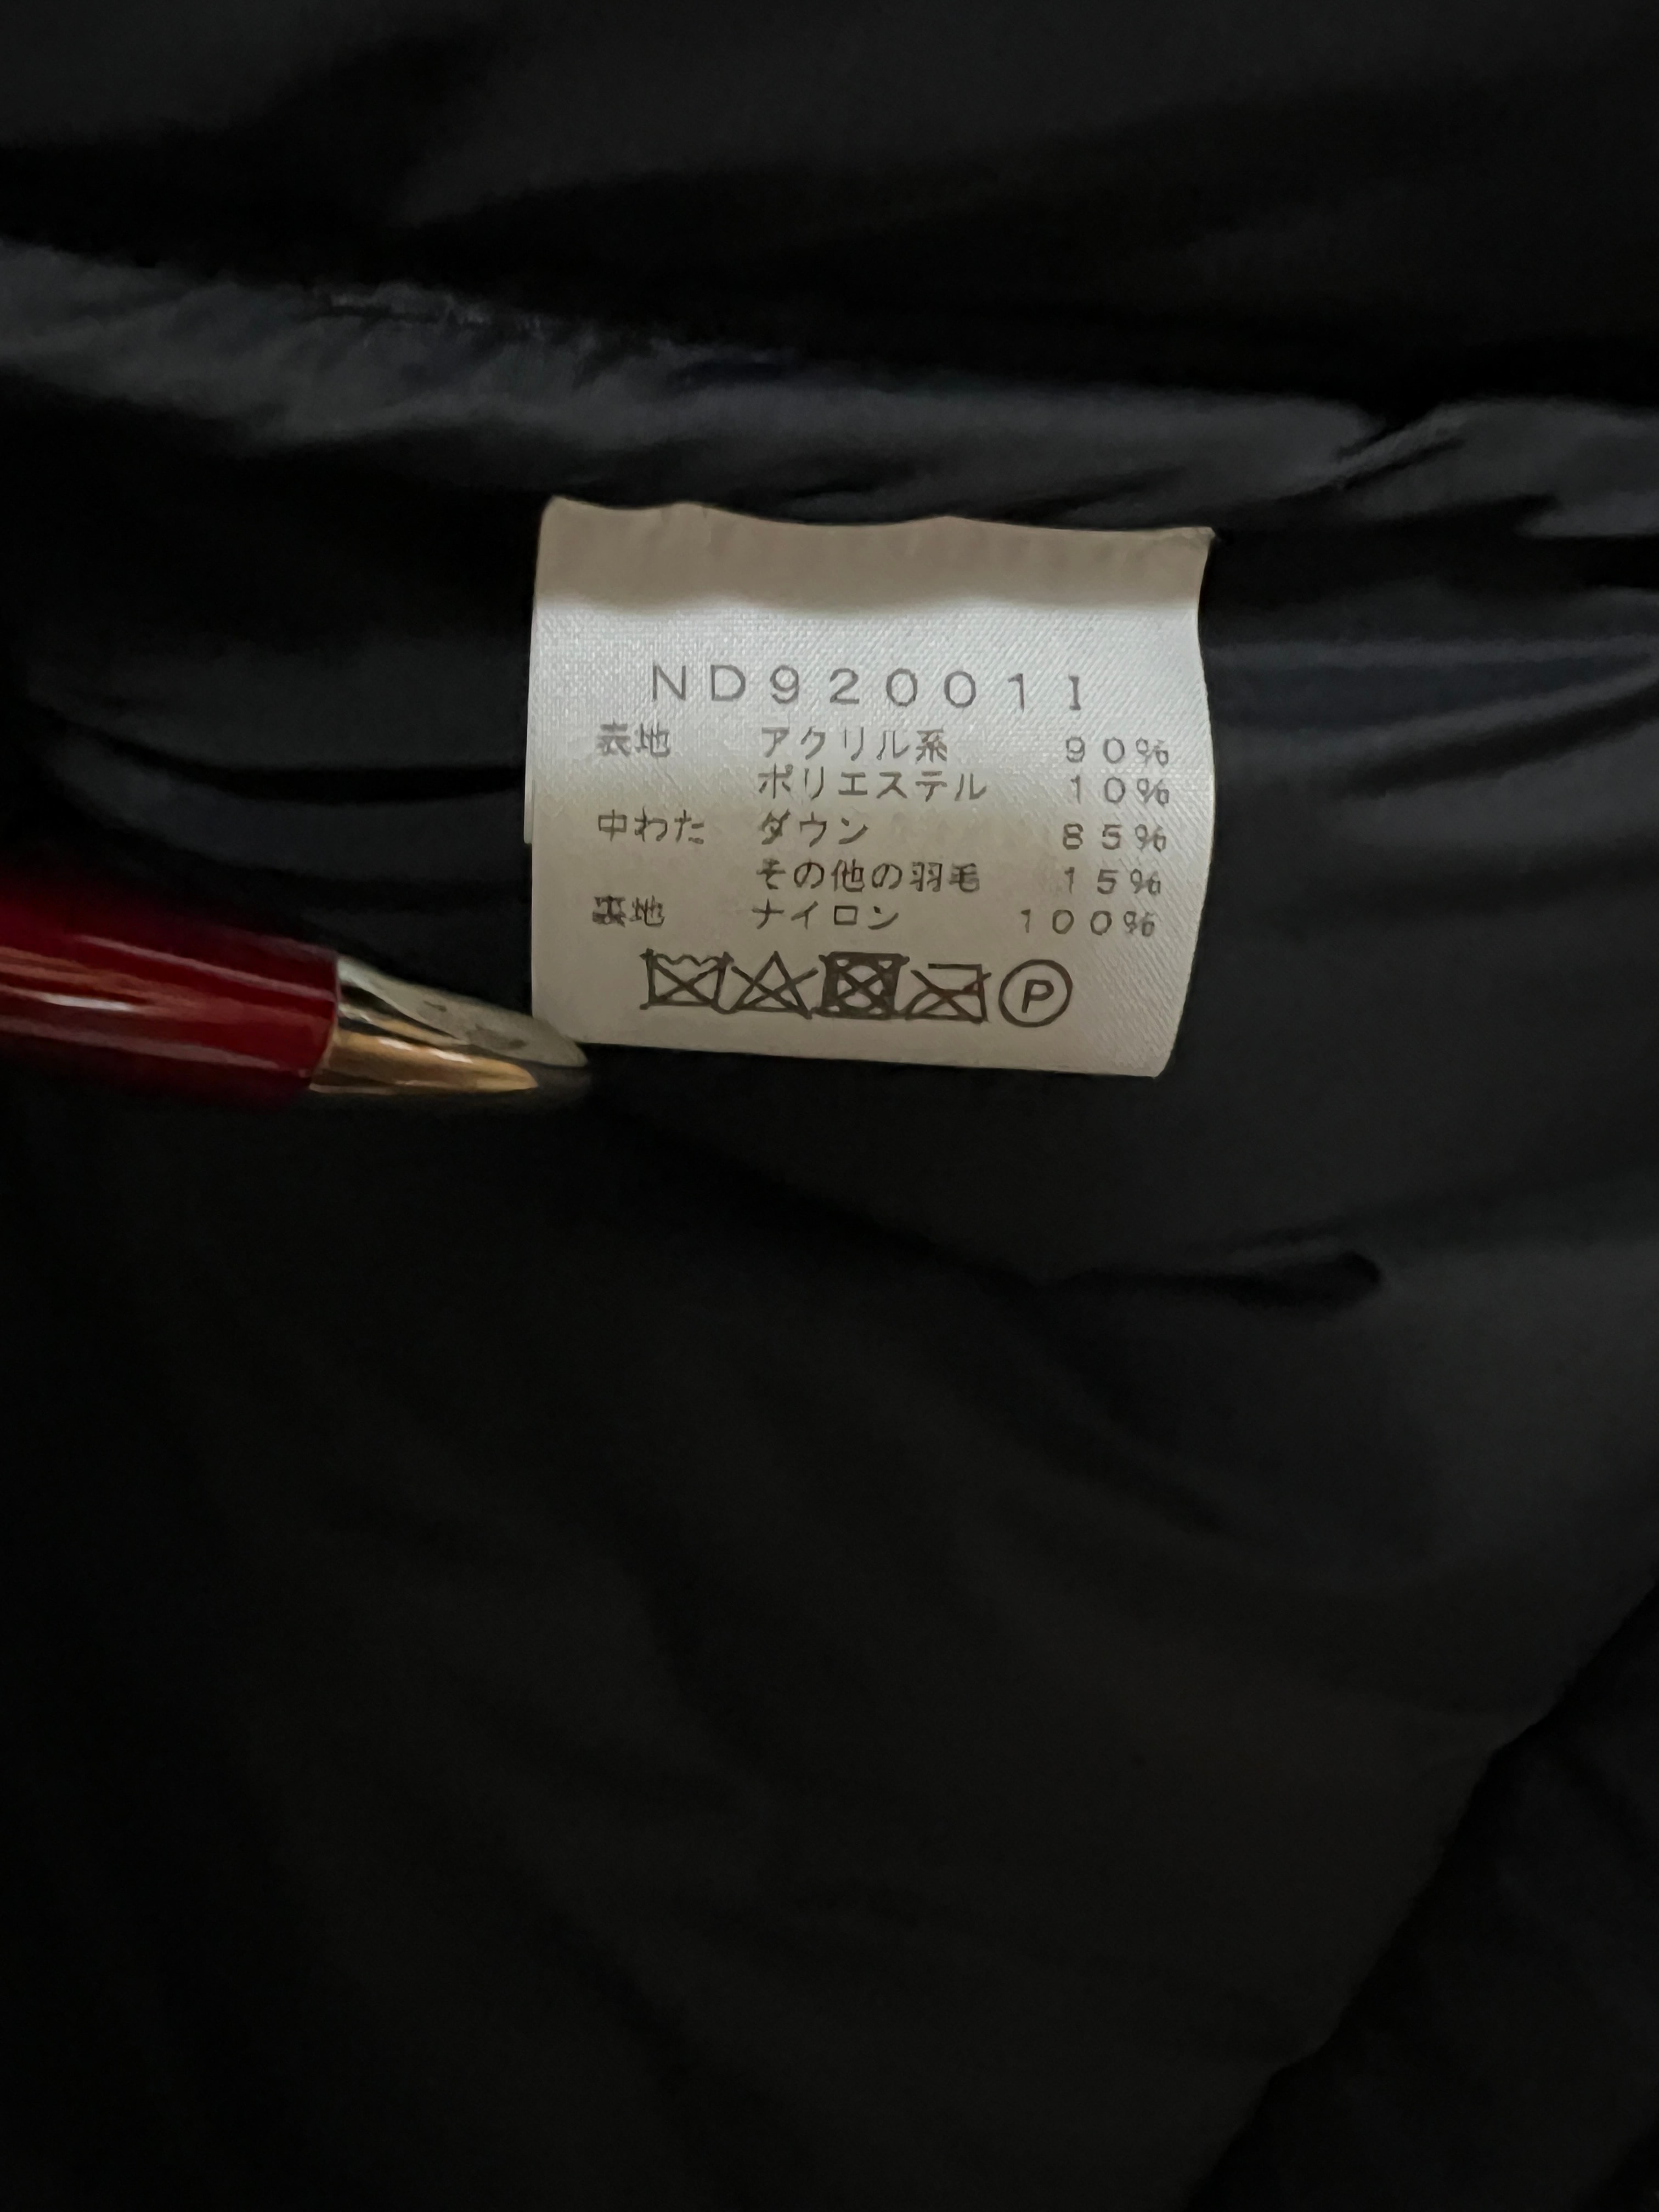 ND92001I
表地 アクリル系 90%
ポリエステル 10%
中わた ダウン 85%
その他の羽毛 15%
裏地 ナイロン 100%
P